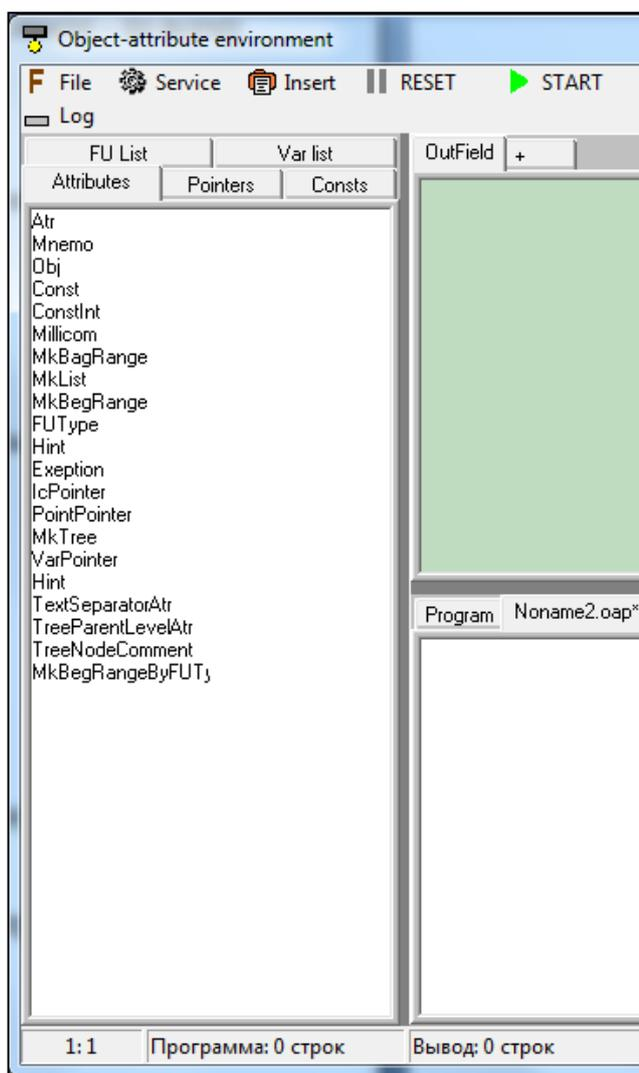 Object-attribute environment
File Service Insert RESET START
Log
FU List Var list
Attributes Pointers Consts
Atr
Mnemo
Obj
Const
ConstInt
Millicom
MkBagRange
MkList
MkBegRange
FUType
Hint
Exeption
IcPointer
PointPointer
MkTree
VarPointer
Hint
TextSeparatorAtr
TreeParentLevelAtr
TreeNodeComment
MkBegRangeByFUTy
OutField +
Program Noname2.oap*
1: 1 Программа: 0 строк Вывод: 0 строк